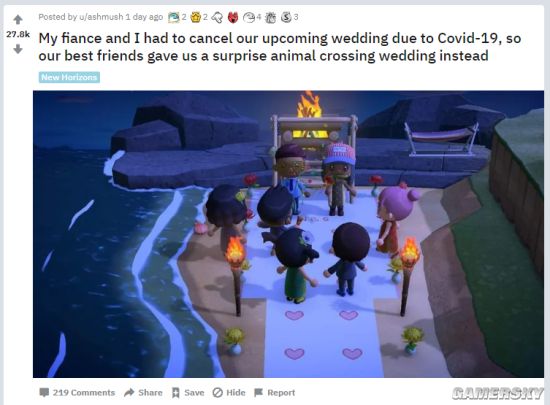 Posted by u/ashmush 1 day ago 2 2 4 3
27.8k
My fiance and I had to cancel our upcoming wedding due to Covid-19, so
our best friends gave us a surprise animal crossing wedding instead
New Horizons
219 Comments Share Save Hide Report
GAMERSKY